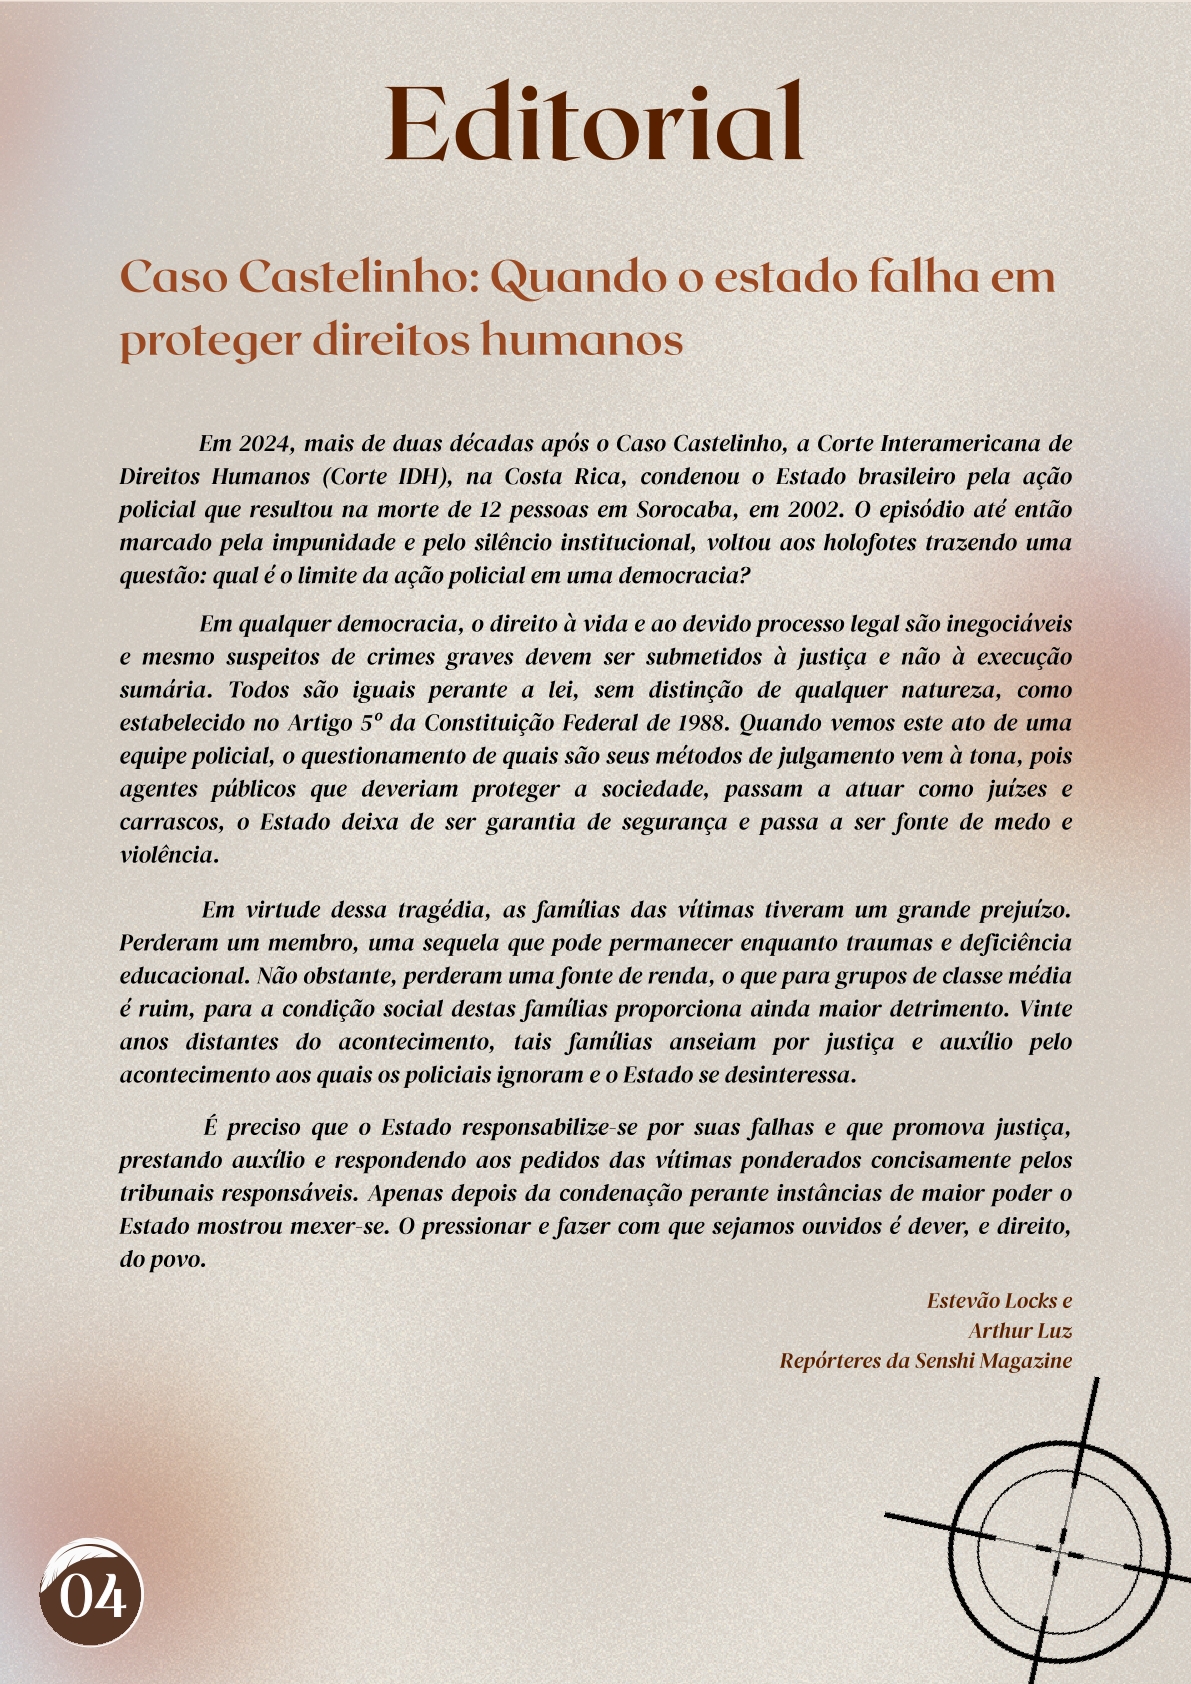 Editorial
Caso Castelinho: Quando o estado falha em
proteger direitos humanos
Em 2024, mais de duas décadas após o Caso Castelinho, a Corte Interamericana de
Direitos Humanos (Corte IDH), na Costa Rica, condenou o Estado brasileiro pela ação
policial que resultou na morte de 12 pessoas em Sorocaba, em 2002. O episódio até então
marcado pela impunidade e pelo silêncio institucional, voltou aos holofotes trazendo uma
questão: qual é o limite da ação policial em uma democracia?
Em qualquer democracia, o direito à vida e ao devido processo legal são inegociáveis
e mesmo suspeitos de crimes graves devem ser submetidos à justiça e não à execução
sumária. Todos são iguais perante a lei, sem distinção de qualquer natureza, como
estabelecido no Artigo 5º da Constituição Federal de 1988. Quando vemos este ato de uma
equipe policial, o questionamento de quais são seus métodos de julgamento vem à tona, pois
agentes públicos que deveriam proteger a sociedade, passam a atuar como juízes e
carrascos, o Estado deixa de ser garantia de segurança e passa a ser fonte de medo e
violência.
Em virtude dessa tragédia, as famílias das vítimas tiveram um grande prejuízo.
Perderam um membro, uma sequela que pode permanecer enquanto traumas e deficiência
educacional. Não obstante, perderam uma fonte de renda, o que para grupos de classe média
é ruim, para a condição social destas famílias proporciona ainda maior detrimento. Vinte
anos distantes do acontecimento, tais famílias anseiam por justiça e auxílio pelo
acontecimento aos quais os policiais ignoram e o Estado se desinteressa.
É preciso que o Estado responsabilize-se por suas falhas e que promova justiça,
prestando auxílio e respondendo aos pedidos das vítimas ponderados concisamente pelos
tribunais responsáveis. Apenas depois da condenação perante instâncias de maior poder o
Estado mostrou mexer-se. O pressionar e fazer com que sejamos ouvidos é dever, e direito,
do povo.
Estevão Locks e
Arthur Luz
Repórteres da Senshi Magazine
04